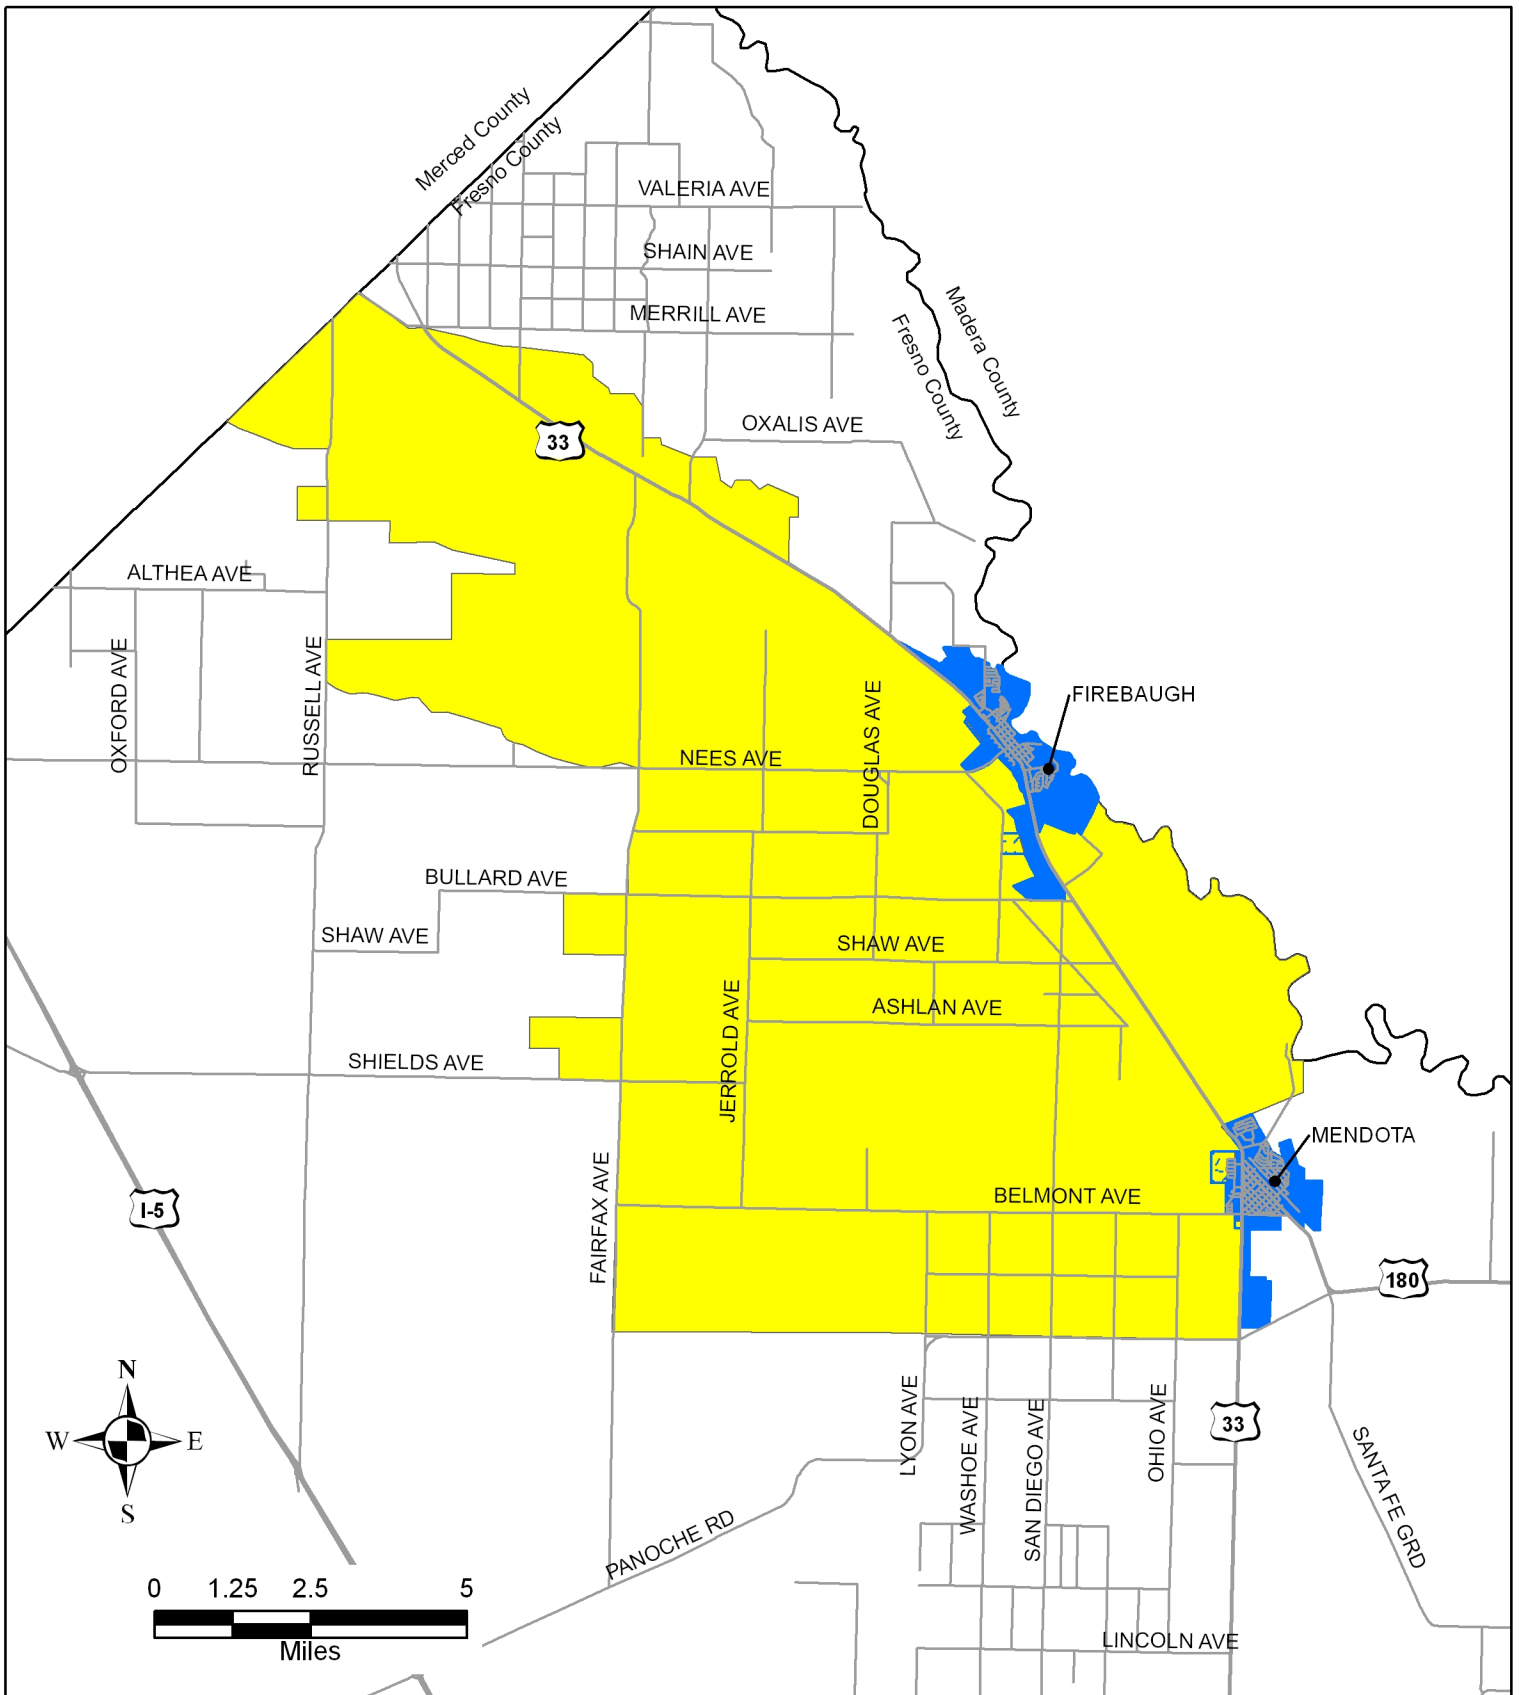 Merced County
Fresno County
VALERIA AVE
SHAIN AVE
MERRILL AVE
Madera County
Fresno County
OXALIS AVE
33
ALTHEA AVE
OXFORD AVE
RUSSELL AVE
DOUGLAS AVE
FIREBAUGH
NEES AVE
BULLARD AVE
SHAW AVE
SHAW AVE
JERROLD AVE
ASHLAN AVE
SHIELDS AVE
MENDOTA
FAIRFAX AVE
BELMONT AVE
I-5
180
N
W
E
S
LYON AVE
WASHOE AVE
SAN DIEGO AVE
OHIO AVE
33
SANTA FE GRD
PANOCHE RD
0 1.25 2.5 5
Miles
LINCOLN AVE